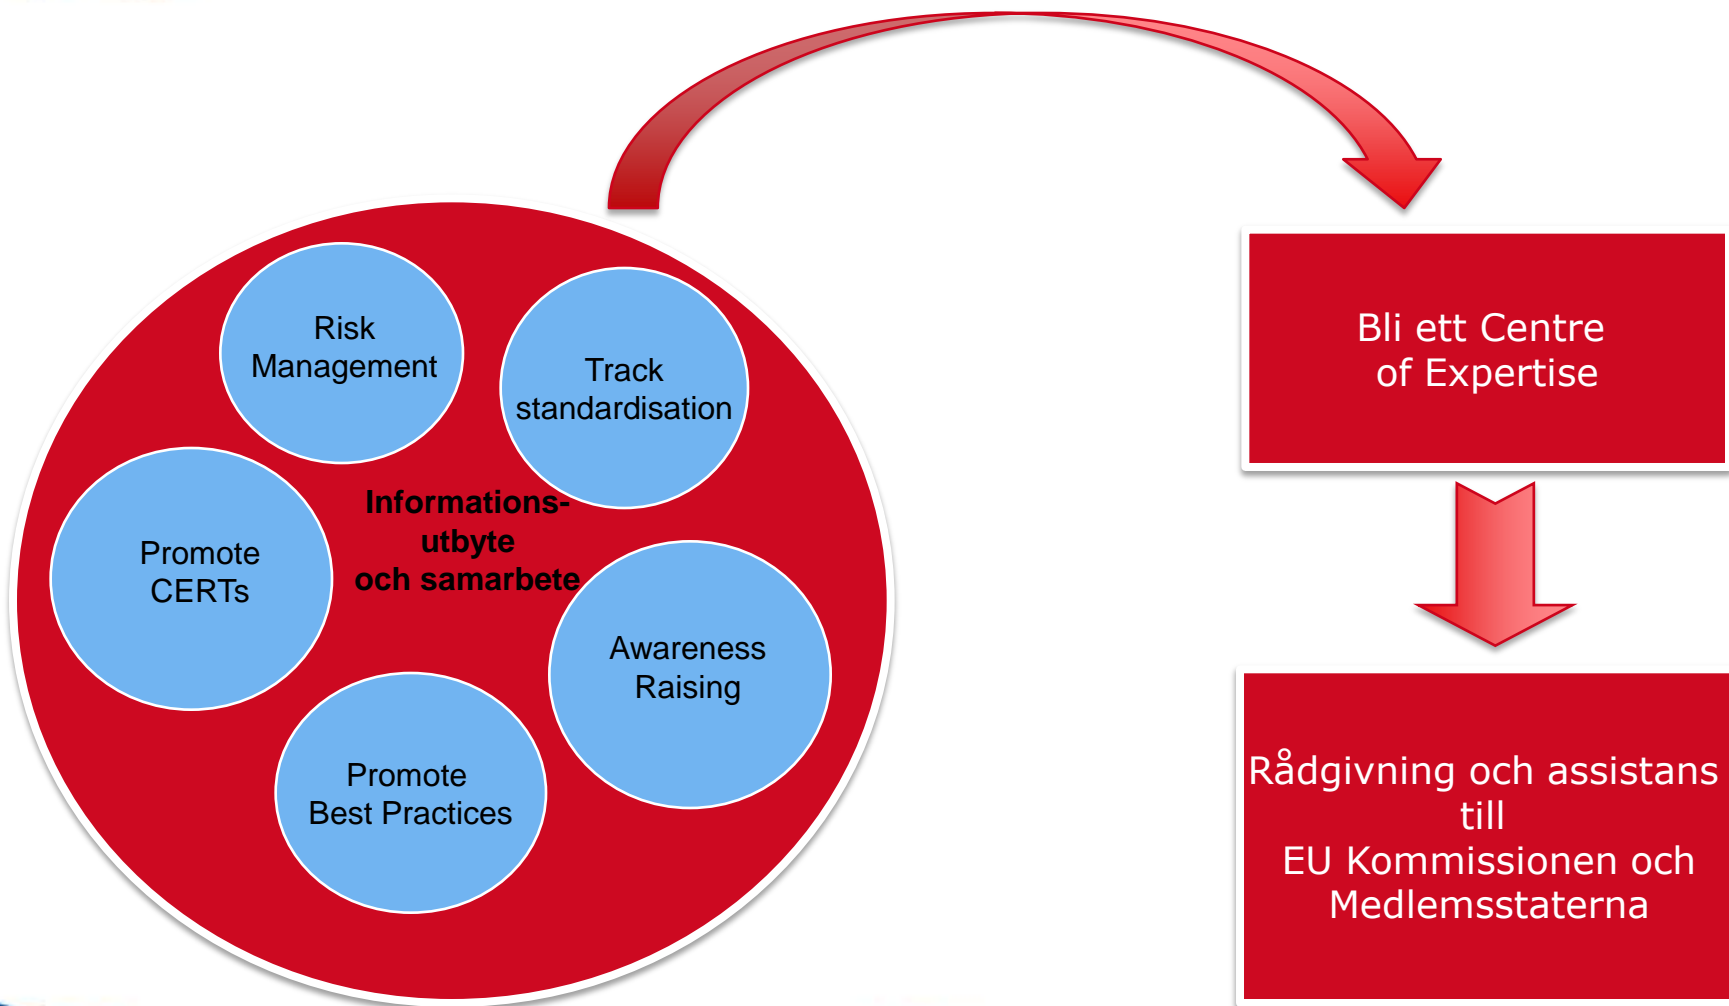 Risk
Management
Track
standardisation
Informations-
utbyte
och samarbete
Promote
CERTs
Awareness
Raising
Promote
Best Practices
Bli ett Centre
of Expertise
Rådgivning och assistans
till
EU Kommissionen och
Medlemsstaterna